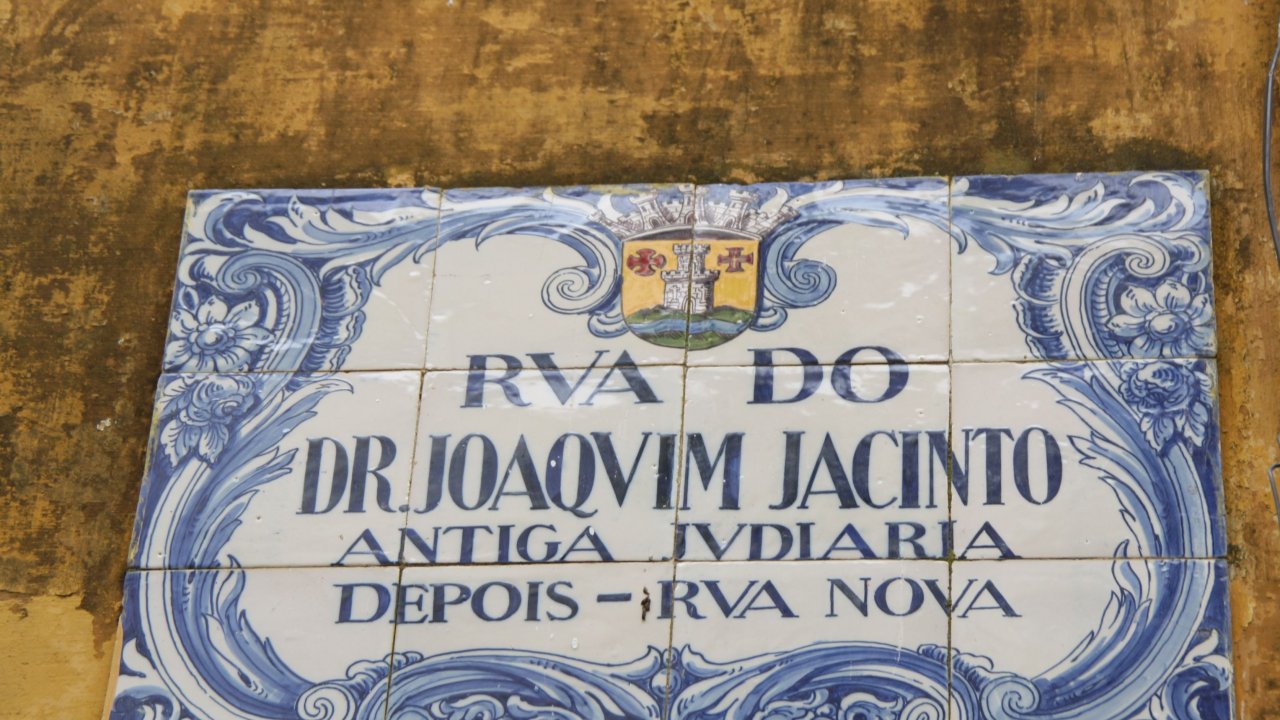 RVA DO
DR. JOAQVIM JACINTO
ANTIGA JVDIARIA
DEPOIS - RVA NOVA